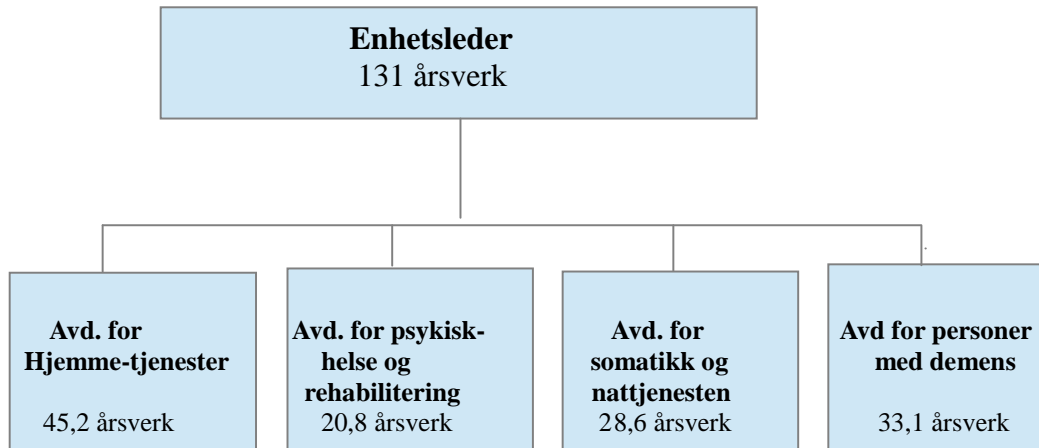 Enhetsleder
131 årsverk
Avd. for
Hjemme-tjenester
45,2 årsverk
Avd. for psykisk-
helse og
rehabilitering
20,8 årsverk
Avd. for
somatikk og
nattjenesten
28,6 årsverk
Avd for personer
med demens
33,1 årsverk